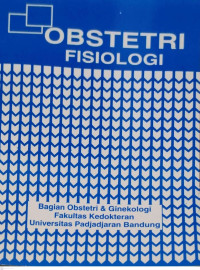 OBSTETRI
FISIOLOGI
Bagian Obstetri & Ginekologi
Fakultas Kedokteran
Universitas Padjadjaran Bandung